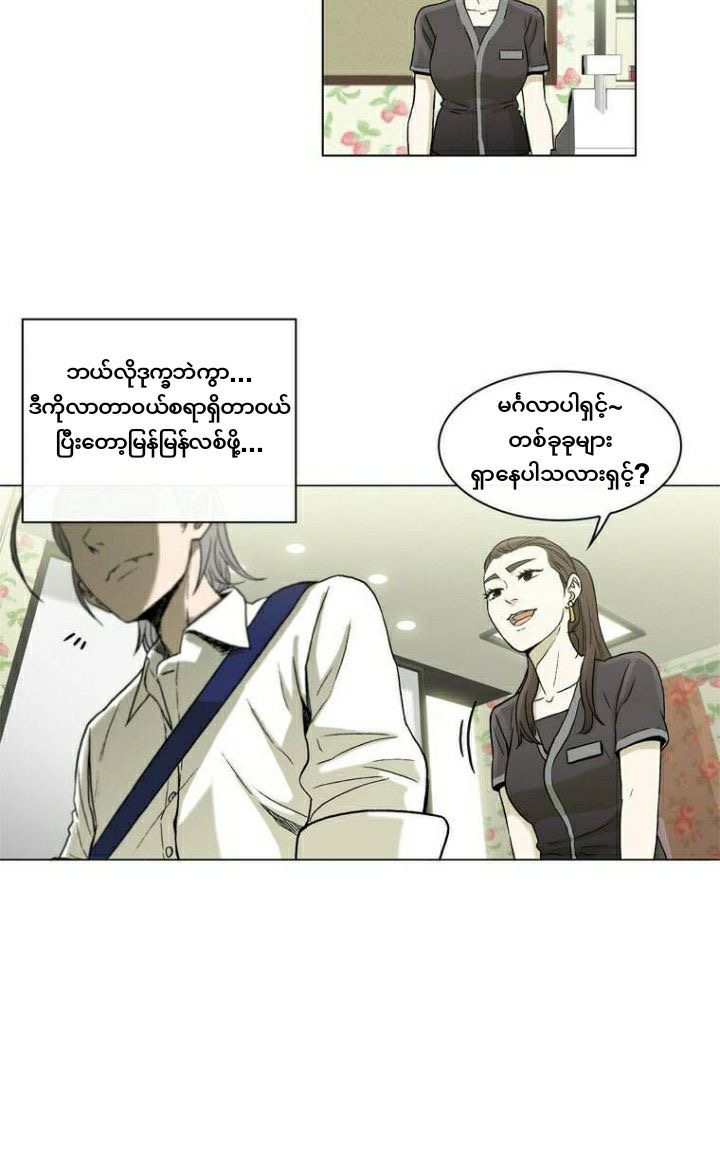 ဘယ်လိုဒုက္ခဘဲကွာ...
ဒီကိုလာတာဝယ်စရာရှိတာဝယ်
ပြီးတော့မြန်မြန်လစ်ဖို့...
မင်္ဂလာပါရှင့်~
တစ်ခုခုများ
ရှာနေပါသလားရှင့်?